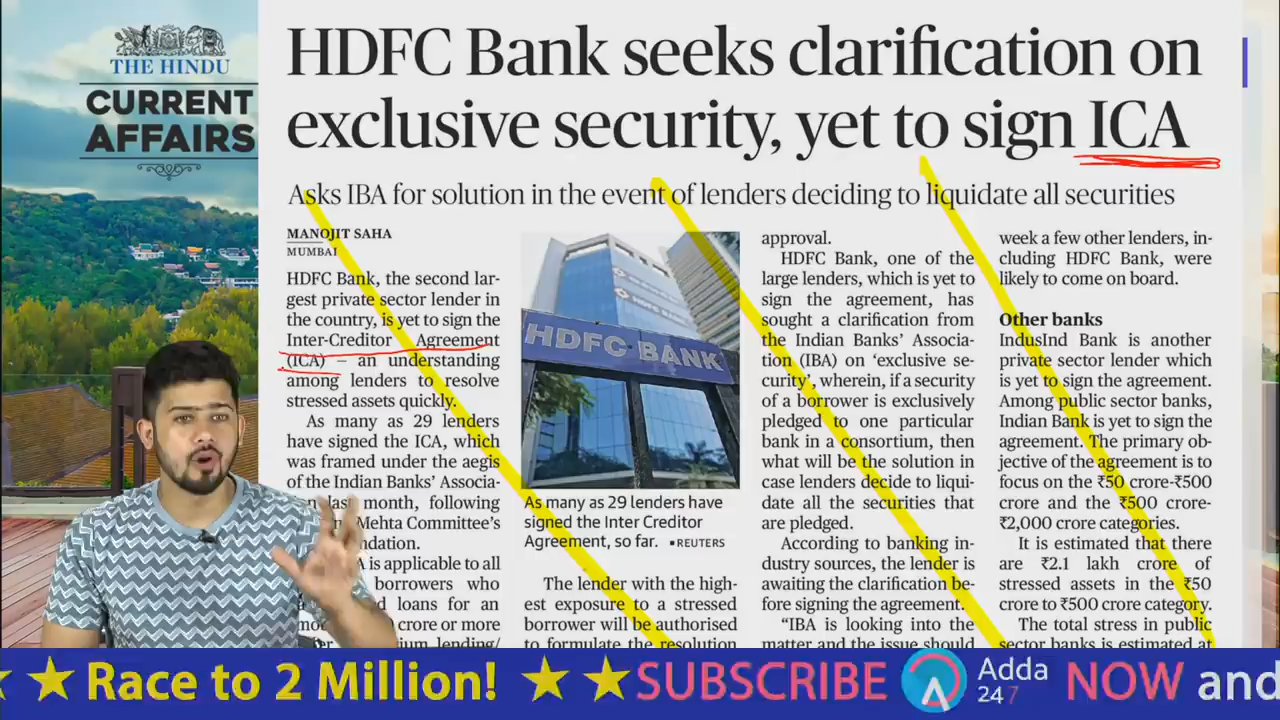 THE HINDU
CURRENT
AFFAIRS
HDFC Bank seeks clarification on
exclusive security, yet to sign ICA
Asks IBA for solution in the event of lenders deciding to liquidate all securities
MANOJIT SAHA
MUMBAI
HDFC Bank, the second lar-
gest private sector lender in
the country, is yet to sign the
Inter-Creditor Agreement
(ICA) – an understanding
among lenders to resolve
stressed assets quickly.
As many as 29 lenders
have signed the ICA, which
was framed under the aegis
of the Indian Banks' Associa-
last month, following
Mehta Committee's
is applicable to all
borrowers who
loans for an
crore or more
lending/
HDFC BANK
As many as 29 lenders have
signed the Inter Creditor
Agreement, so far. ▪REUTERS
The lender with the high-
est exposure to a stressed
borrower will be authorised
to formulate the resolution
approval.
HDFC Bank, one of the
large lenders, which is yet to
sign the agreement, has
sought a clarification from
the Indian Banks' Associa-
tion (IBA) on 'exclusive se-
curity', wherein, if a security
of a borrower is exclusively
pledged to one particular
bank in a consortium, then
what will be the solution in
case lenders decide to liqui-
date all the securities that
are pledged.
According to banking in-
dustry sources, the lender is
awaiting the clarification be-
fore signing the agreement.
"IBA is looking into the
matter and the issue should
week a few other lenders, in-
cluding HDFC Bank, were
likely to come on board.
Other banks
IndusInd Bank is another
private sector lender which
is yet to sign the agreement.
Among public sector banks,
Indian Bank is yet to sign the
agreement. The primary ob-
jective of the agreement is to
focus on the ₹50 crore-₹500
crore and the ₹500 crore-
₹2,000 crore categories.
It is estimated that there
are ₹2.1 lakh crore of
stressed assets in the ₹50
crore to ₹500 crore category.
The total stress in public
sector banks is estimated at
Race to 2 Million! SUBSCRIBE Adda 247 NOW and